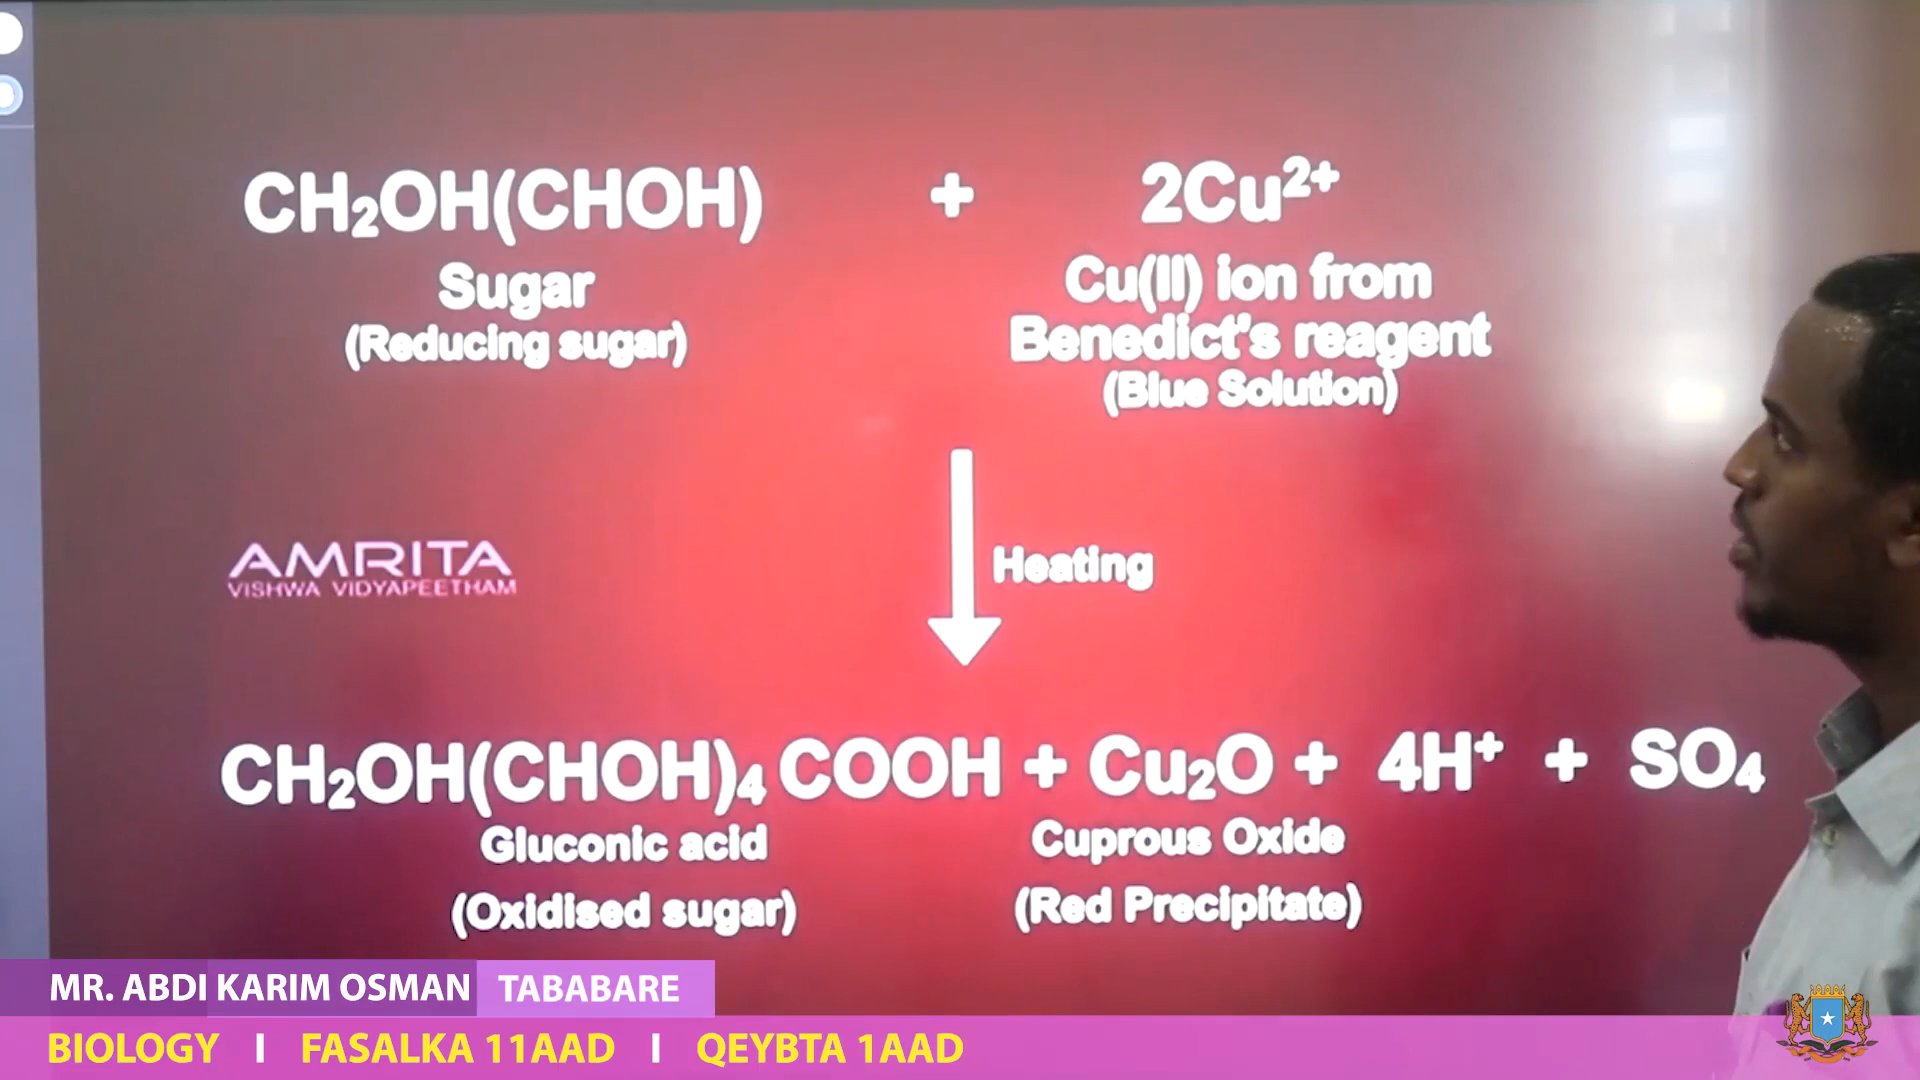 CH₂OH(CHOH) + 2Cu²⁺
Sugar
(Reducing sugar)
Cu(II) ion from
Benedict's reagent
(Blue Solution)
Heating
AMRITA
VISHWA VIDYAPEETHAM
CH₂OH(CHOH)₄ COOH + Cu₂O + 4H⁺ + SO₄
Gluconic acid
(Oxidised sugar)
Cuprous Oxide
(Red Precipitate)
MR. ABDI KARIM OSMAN TABABARE
BIOLOGY I FASALKA 11AAD I QEYBTA 1AAD